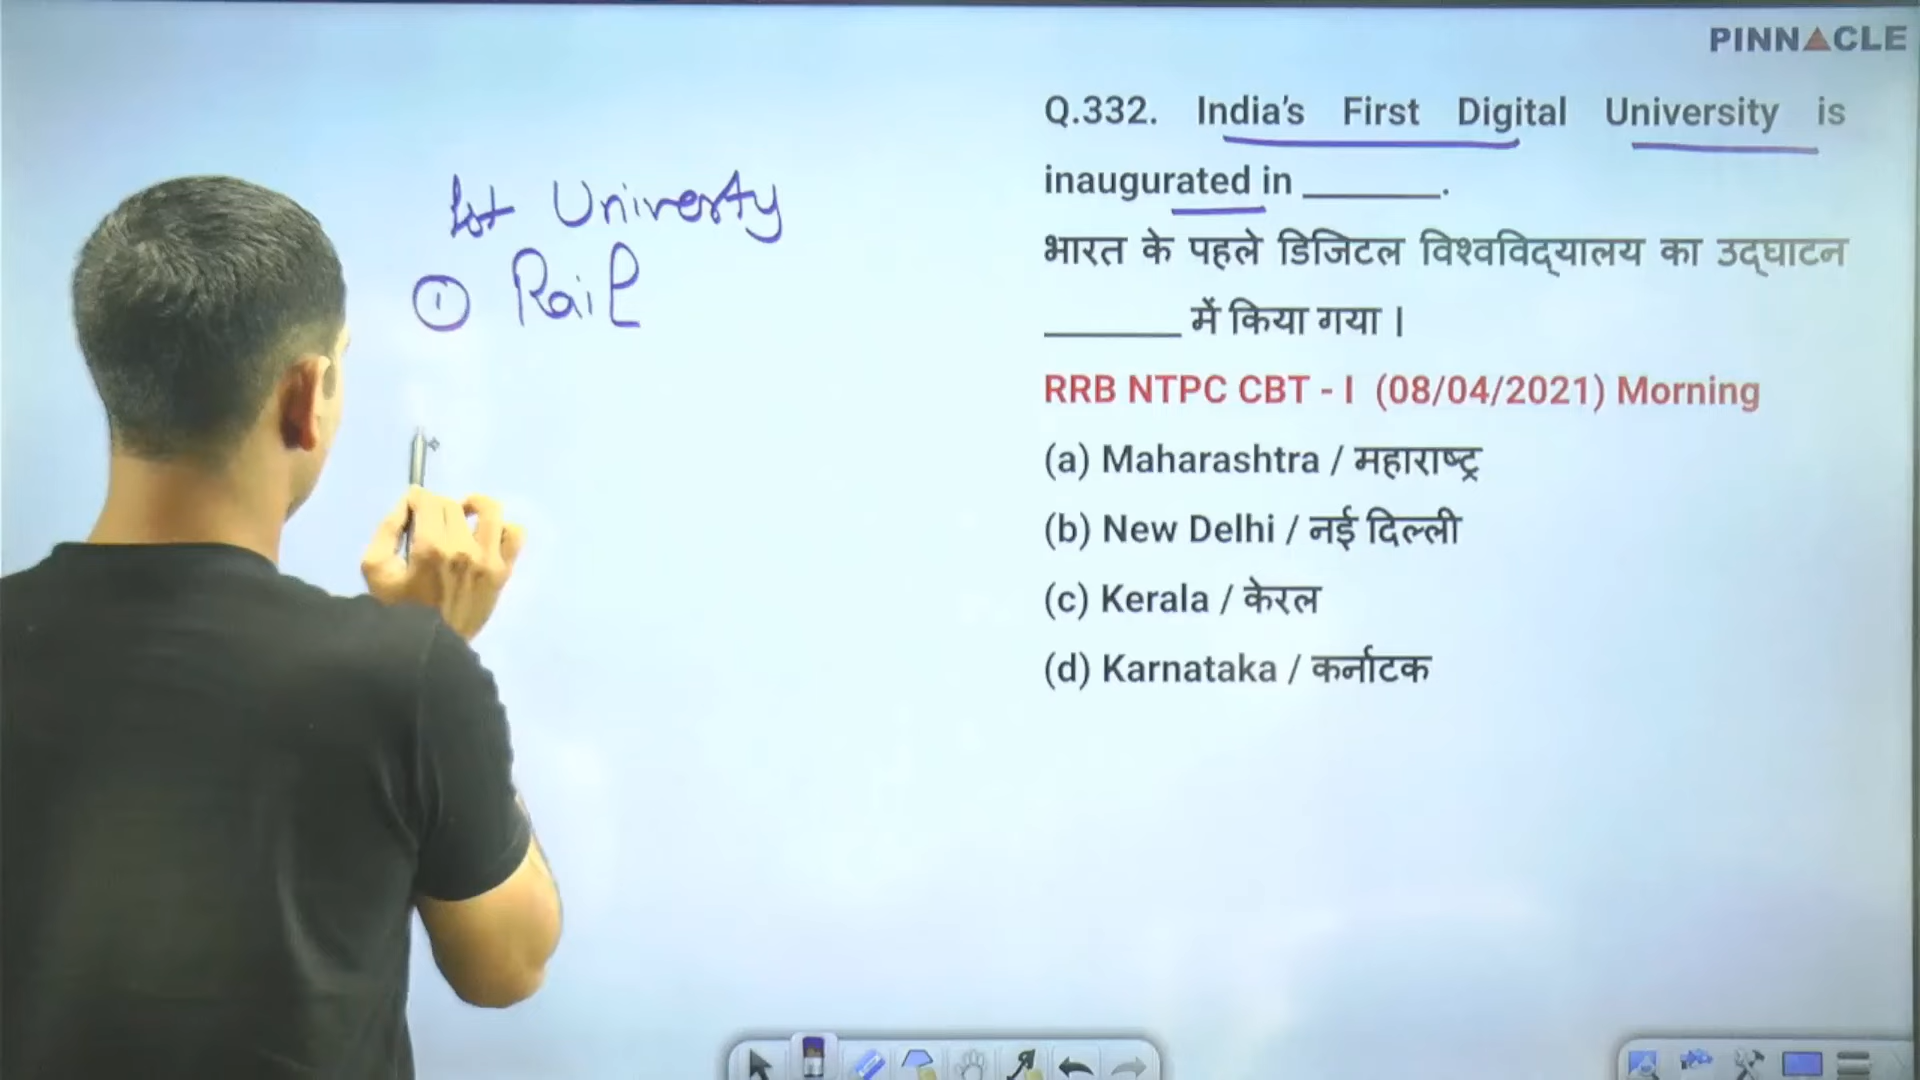 PINNACLE
1st Univerty
① Rail
Q.332. India's First Digital University is
inaugurated in _______.
भारत के पहले डिजिटल विश्वविद्यालय का उद्घाटन
_______ में किया गया।
RRB NTPC CBT - I (08/04/2021) Morning
(a) Maharashtra / महाराष्ट्र
(b) New Delhi / नई दिल्ली
(c) Kerala / केरल
(d) Karnataka / कर्नाटक